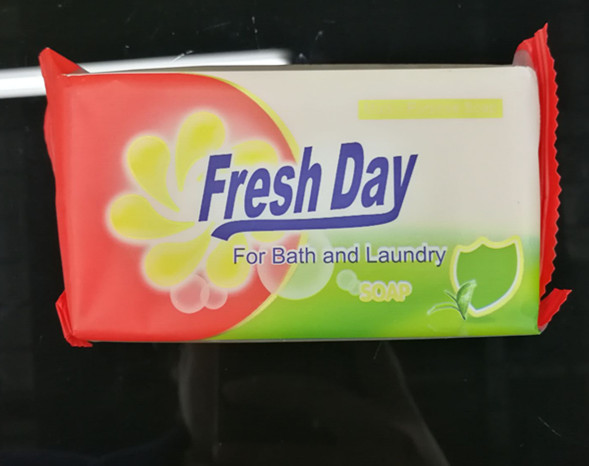 Fresh Day
For Bath and Laundry
SOAP